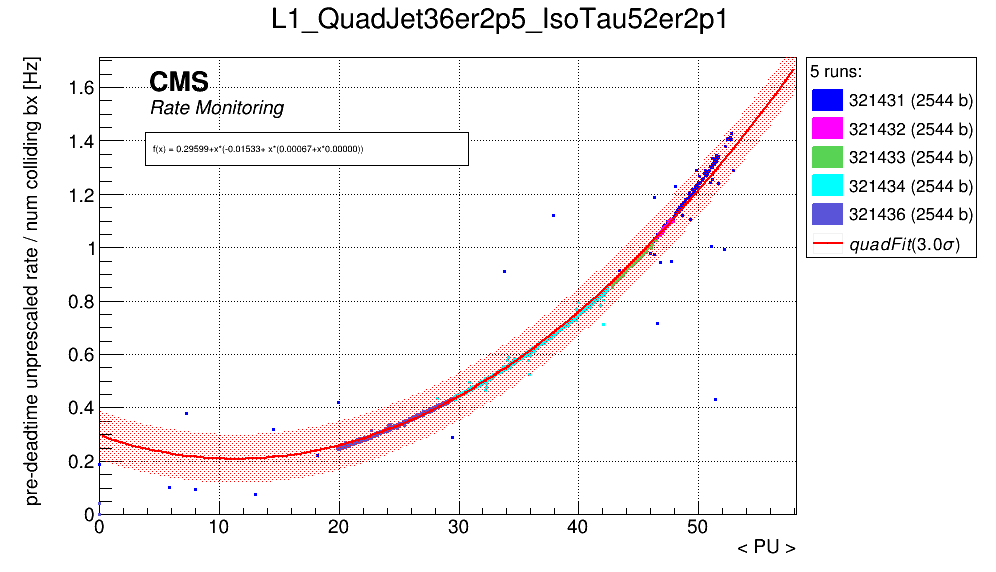 L1_QuadJet36er2p5_IsoTau52er2p1
pre-deadtime unprescaled rate / num colliding bx [Hz]
CMS
Rate Monitoring
f(x) = 0.29599+x*(-0.01533+ x*(0.00067+x*0.00000))
1.6
1.4
1.2
1
0.8
0.6
0.4
0.2
0
0
10
20
30
40
50
< PU >
5 runs:
321431 (2544 b)
321432 (2544 b)
321433 (2544 b)
321434 (2544 b)
321436 (2544 b)
quadFit(3.0σ)